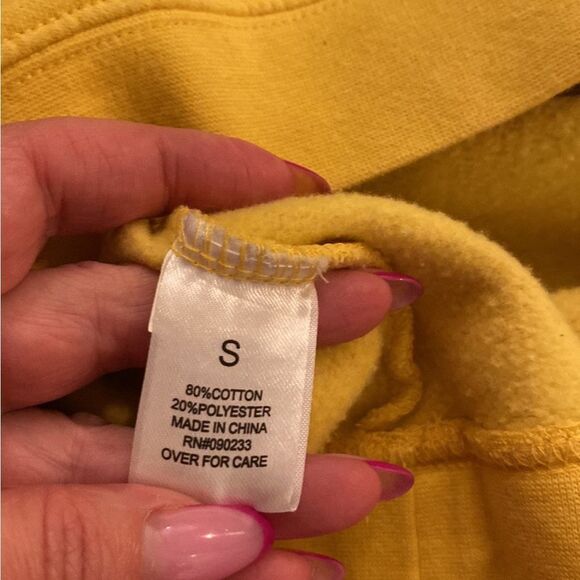 S
80%COTTON
20%POLYESTER
MADE IN CHINA
RN#090233
OVER FOR CARE